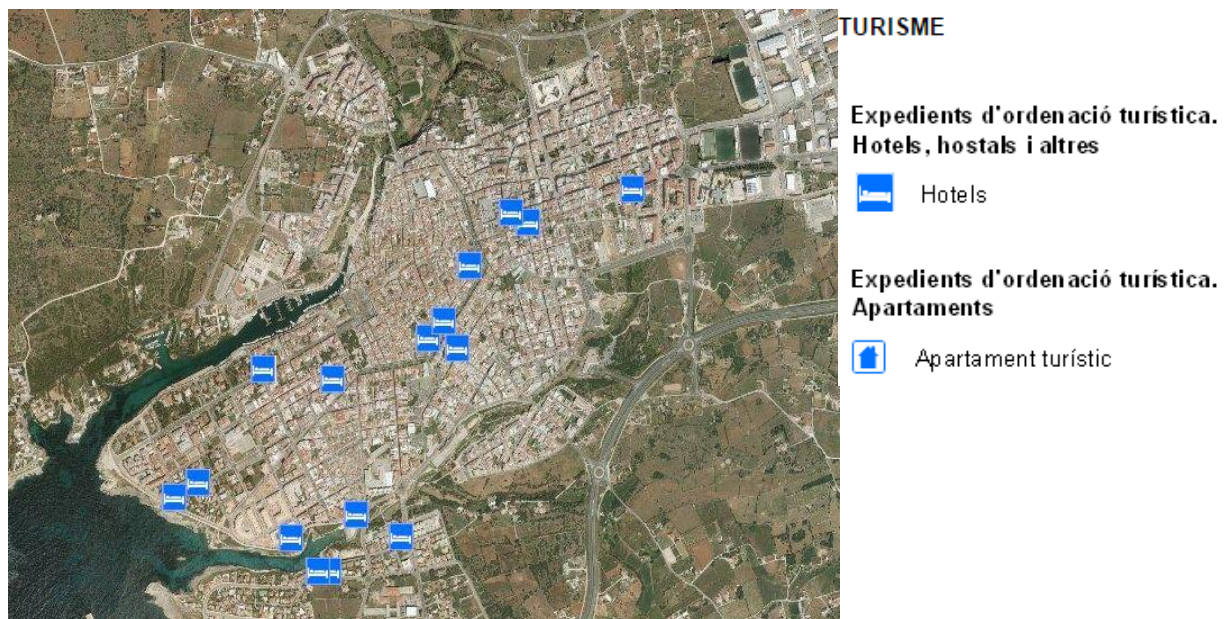 TURISME
Expedients d'ordenació turística.
Hotels, hostals i altres
Hotels
Expedients d'ordenació turística.
Apartaments
Apartament turístic